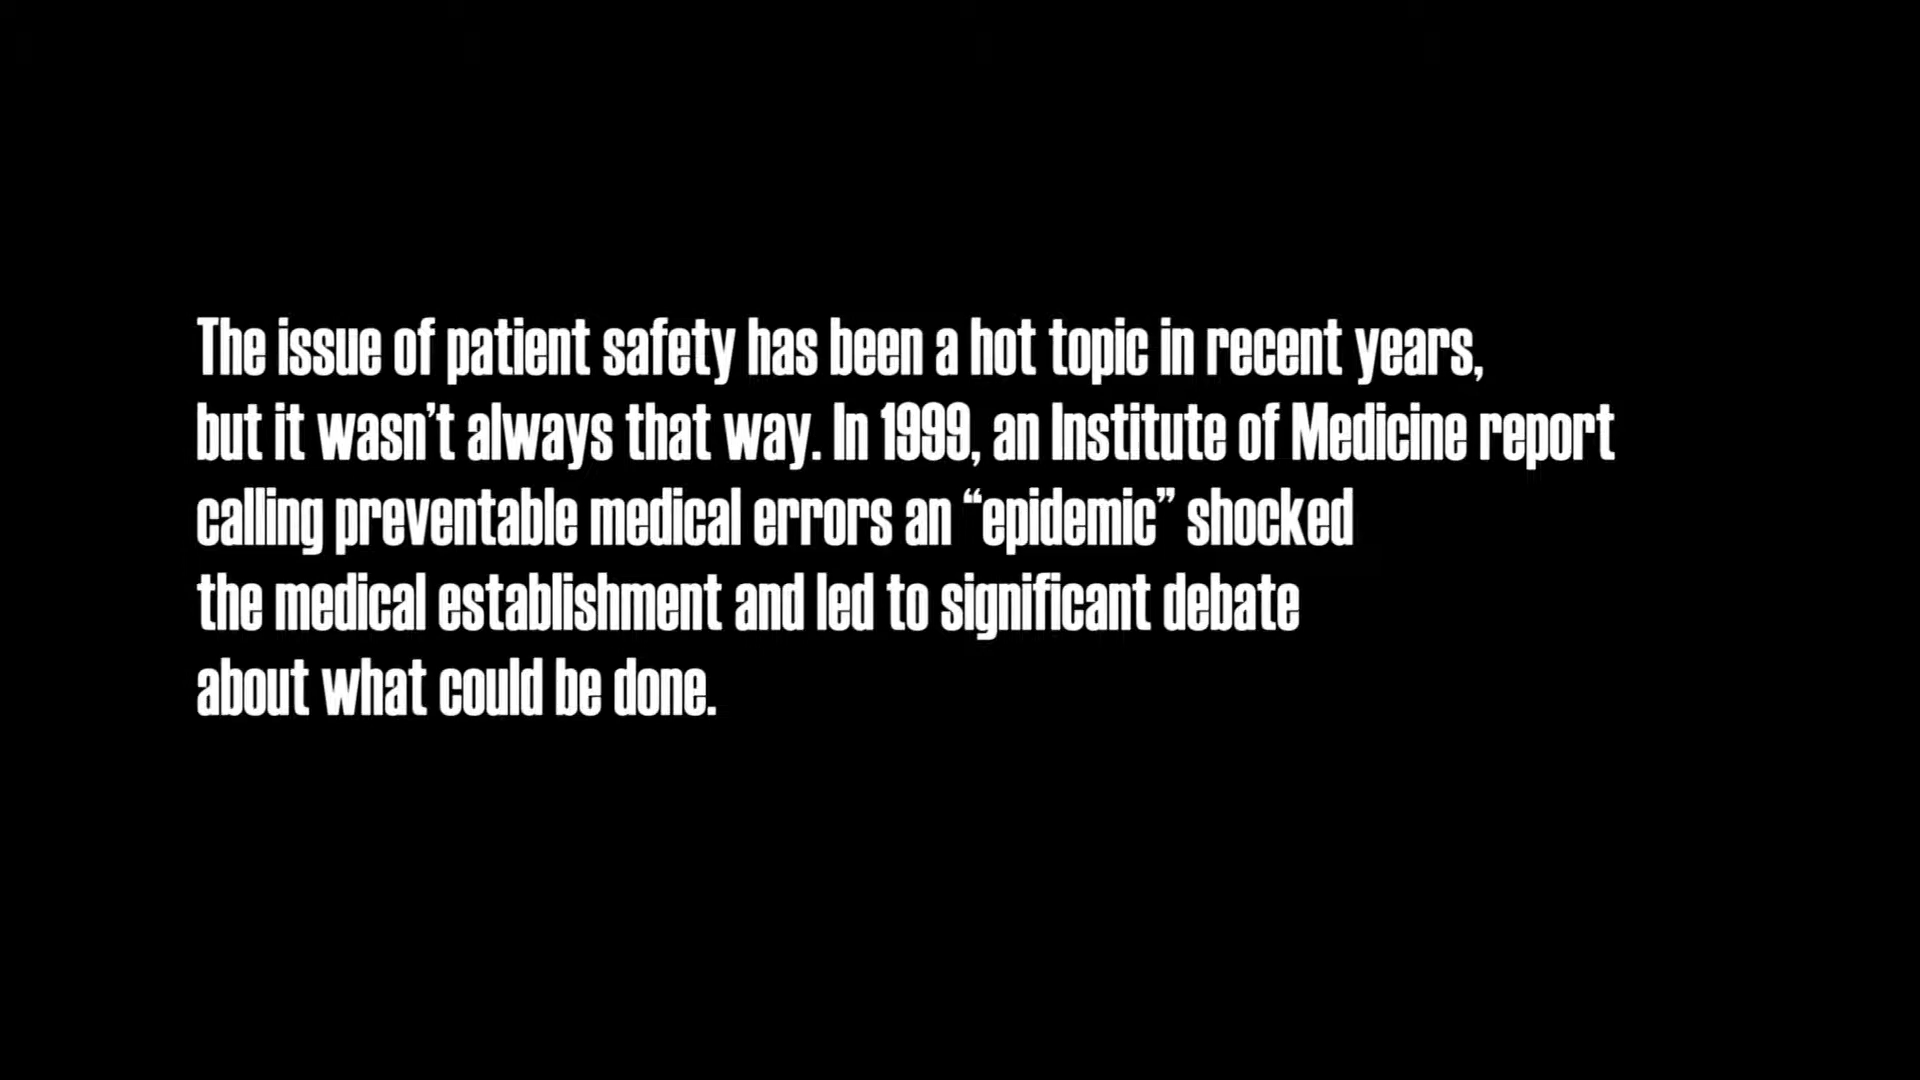 The issue of patient safety has been a hot topic in recent years,
but it wasn’t always that way. In 1999, an Institute of Medicine report
calling preventable medical errors an “epidemic” shocked
the medical establishment and led to significant debate
about what could be done.